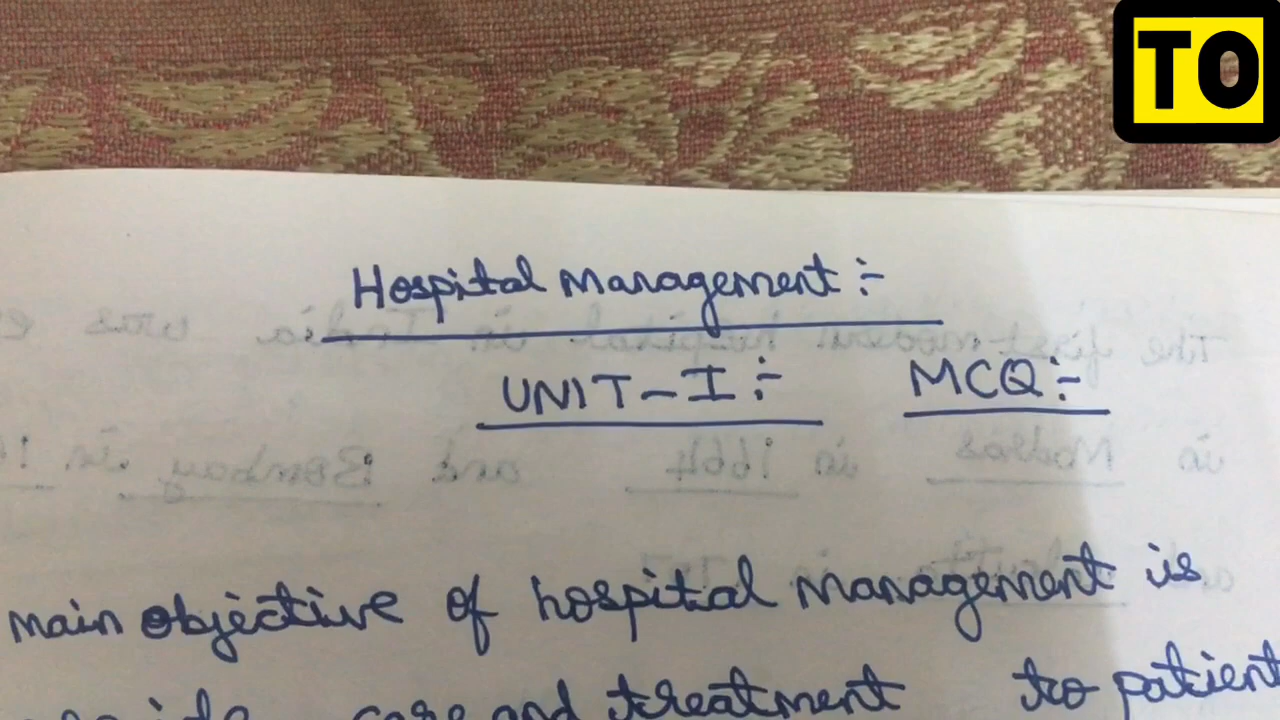 TO
Hospital Management :-
UNIT-I :- MCQ :-
main objective of hospital management is
care and treatment to patient